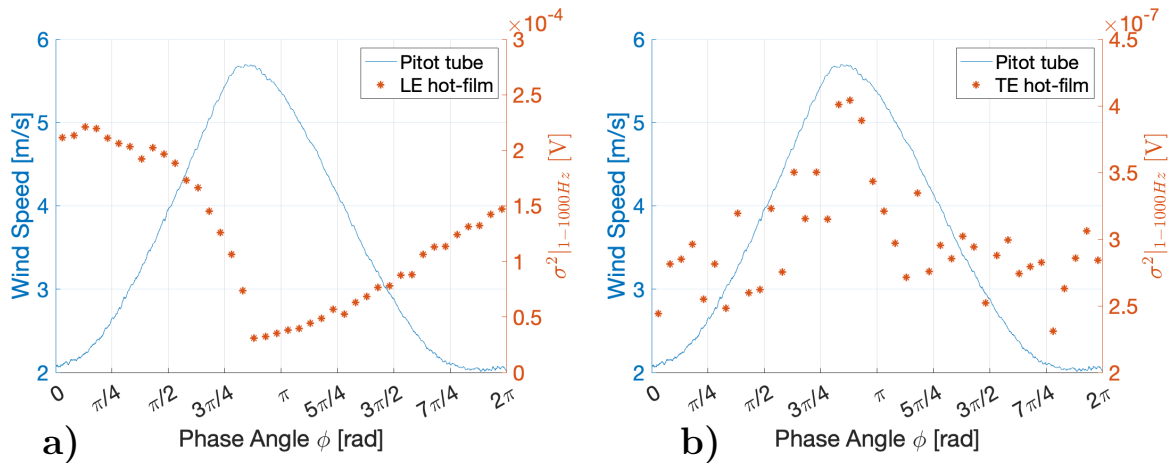 ×10⁻⁴
6
5
4
3
2
Wind Speed [m/s]
Pitot tube
LE hot-film
3
2.5
2
1.5
1
0.5
0
σ²|₁₋₁₀₀₀Hz [V]
0 π/4 π/2 3π/4 π 5π/4 3π/2 7π/4 2π
Phase Angle ϕ [rad]
a)
×10⁻⁷
6
5
4
3
2
Wind Speed [m/s]
Pitot tube
TE hot-film
4.5
4
3.5
3
2.5
2
σ²|₁₋₁₀₀₀Hz [V]
0 π/4 π/2 3π/4 π 5π/4 3π/2 7π/4 2π
Phase Angle ϕ [rad]
b)